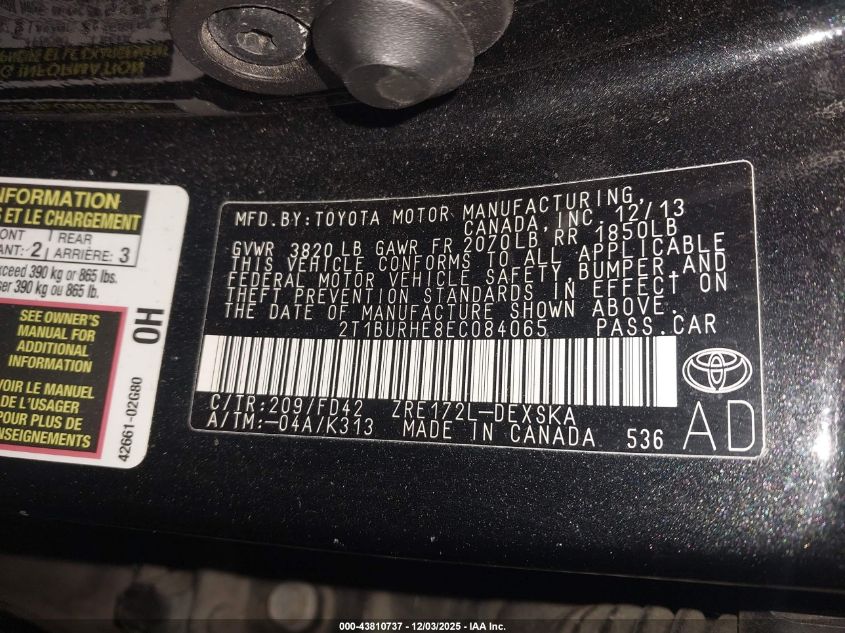 INFORMATION
S ET LE CHARGEMENT
ONT
ANT: 2
REAR
ARRIÈRE: 3
xceed 390 kg or 865 lbs.
ser 390 kg ou 865 lb.
SEE OWNER'S
MANUAL FOR
ADDITIONAL
INFORMATION
VOIR LE MANUEL
DE L'USAGER
POUR PLUS DE
ENSEIGNEMENTS
OH
42661-02G80
MFD.BY:TOYOTA MOTOR MANUFACTURING,
CANADA, INC. 12/13
GVWR 3820 LB GAWR FR 2070LB RR 1850LB
THIS VEHICLE CONFORMS TO ALL APPLICABLE
FEDERAL MOTOR VEHICLE SAFETY,BUMPER,AND
THEFT PREVENTION STANDARDS IN EFFECT ON
THE DATE OF MANUFACTURE SHOWN ABOVE.
2T1BURHE8EC084065 PASS.CAR
C/TR:209/FD42 ZRE172L-DEXSKA
A/TM:-04A/K313 MADE IN CANADA 536
AD
000-43810737 - 12/03/2025 - IAA Inc.